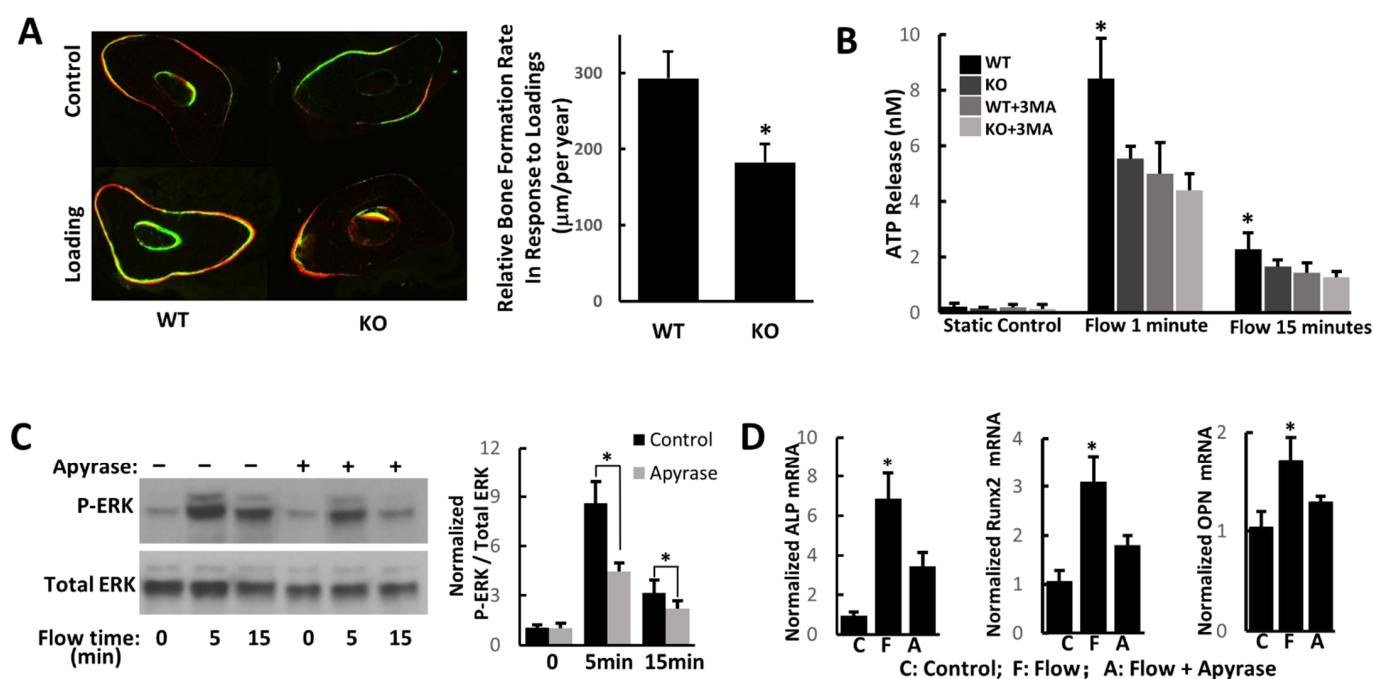 A
Control
Loading
WT
KO
Relative Bone Formation Rate
In Response to Loadings
(μm/per year)
300
200
100
0
*
WT
KO
B
ATP Release (nM)
10
8
6
4
2
0
WT
KO
WT+3MA
KO+3MA
*
*
Static Control
Flow 1 minute
Flow 15 minutes
C
Apyrase: – – – + + +
P-ERK
Total ERK
Flow time: 0 5 15 0 5 15
(min)
Normalized
P-ERK / Total ERK
12
9
6
3
0
Control
Apyrase
*
*
0 5min 15min
D
Normalized ALP mRNA
10
8
6
4
2
0
*
C F A
Normalized Runx2 mRNA
4
3
2
1
0
*
C F A
Normalized OPN mRNA
2
1
0
*
C F A
C: Control; F: Flow; A: Flow + Apyrase